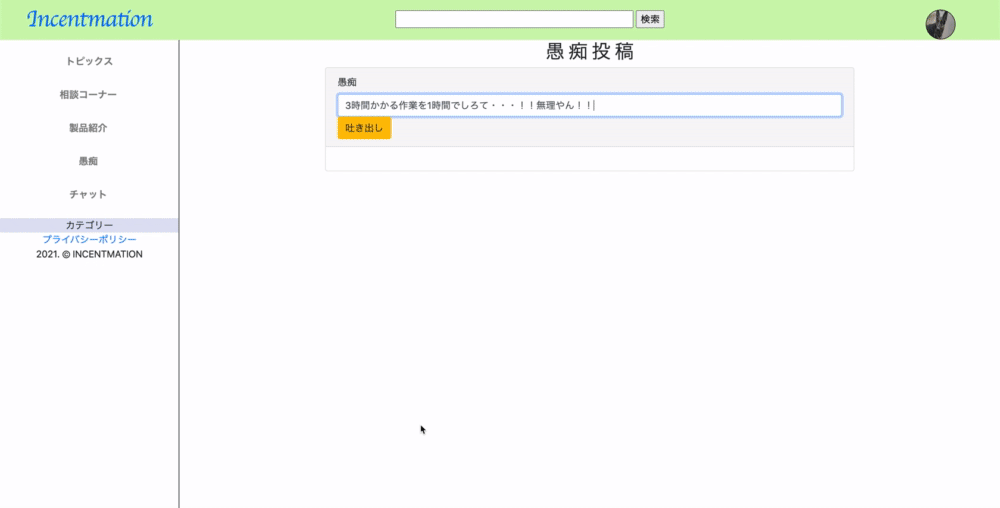 Incentmation
検索
トピックス
相談コーナー
製品紹介
愚痴
チャット
カテゴリー
プライバシーポリシー
2021. © INCENTMATION
愚痴投稿
愚痴
3時間かかる作業を1時間でしろて・・・！！無理やん！！
吐き出し